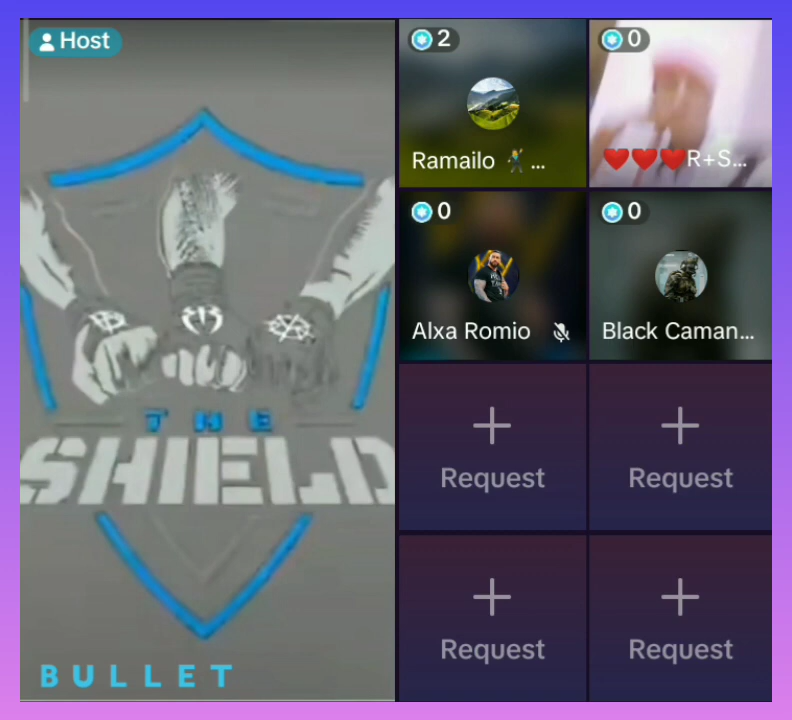 Host
THE
SHIELD
BULLET
2
0
Ramailo 🕺 ...
❤️❤️❤️R+S...
0
0
Alxa Romio
Black Caman...
Request
Request
Request
Request